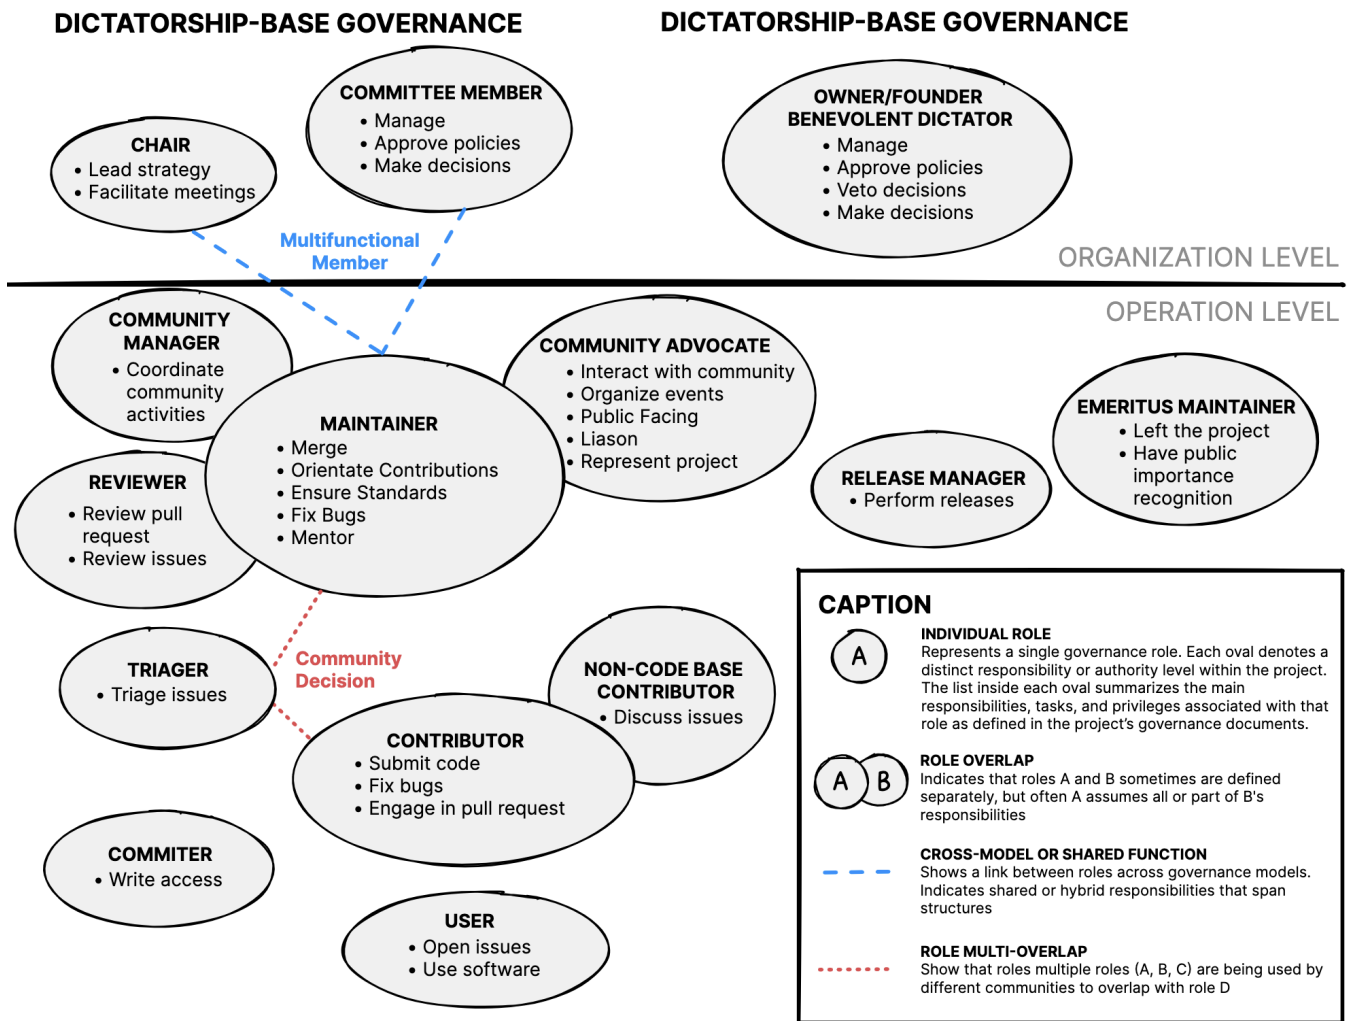 DICTATORSHIP-BASE GOVERNANCE
DICTATORSHIP-BASE GOVERNANCE
CHAIR
• Lead strategy
• Facilitate meetings
COMMITTEE MEMBER
• Manage
• Approve policies
• Make decisions
OWNER/FOUNDER
BENEVOLENT DICTATOR
• Manage
• Approve policies
• Veto decisions
• Make decisions
Multifunctional
Member
ORGANIZATION LEVEL
OPERATION LEVEL
COMMUNITY
MANAGER
• Coordinate
community
activities
MAINTAINER
• Merge
• Orientate Contributions
• Ensure Standards
• Fix Bugs
• Mentor
COMMUNITY ADVOCATE
• Interact with community
• Organize events
• Public Facing
• Liason
• Represent project
REVIEWER
• Review pull
request
• Review issues
RELEASE MANAGER
• Perform releases
EMERITUS MAINTAINER
• Left the project
• Have public
importance
recognition
TRIAGER
• Triage issues
Community
Decision
NON-CODE BASE
CONTRIBUTOR
• Discuss issues
CONTRIBUTOR
• Submit code
• Fix bugs
• Engage in pull request
COMMITER
• Write access
USER
• Open issues
• Use software
CAPTION
A
INDIVIDUAL ROLE
Represents a single governance role. Each oval denotes a
distinct responsibility or authority level within the project.
The list inside each oval summarizes the main
responsibilities, tasks, and privileges associated with that
role as defined in the project's governance documents.
A B
ROLE OVERLAP
Indicates that roles A and B sometimes are defined
separately, but often A assumes all or part of B's
responsibilities
CROSS-MODEL OR SHARED FUNCTION
Shows a link between roles across governance models.
Indicates shared or hybrid responsibilities that span
structures
ROLE MULTI-OVERLAP
Show that roles multiple roles (A, B, C) are being used by
different communities to overlap with role D